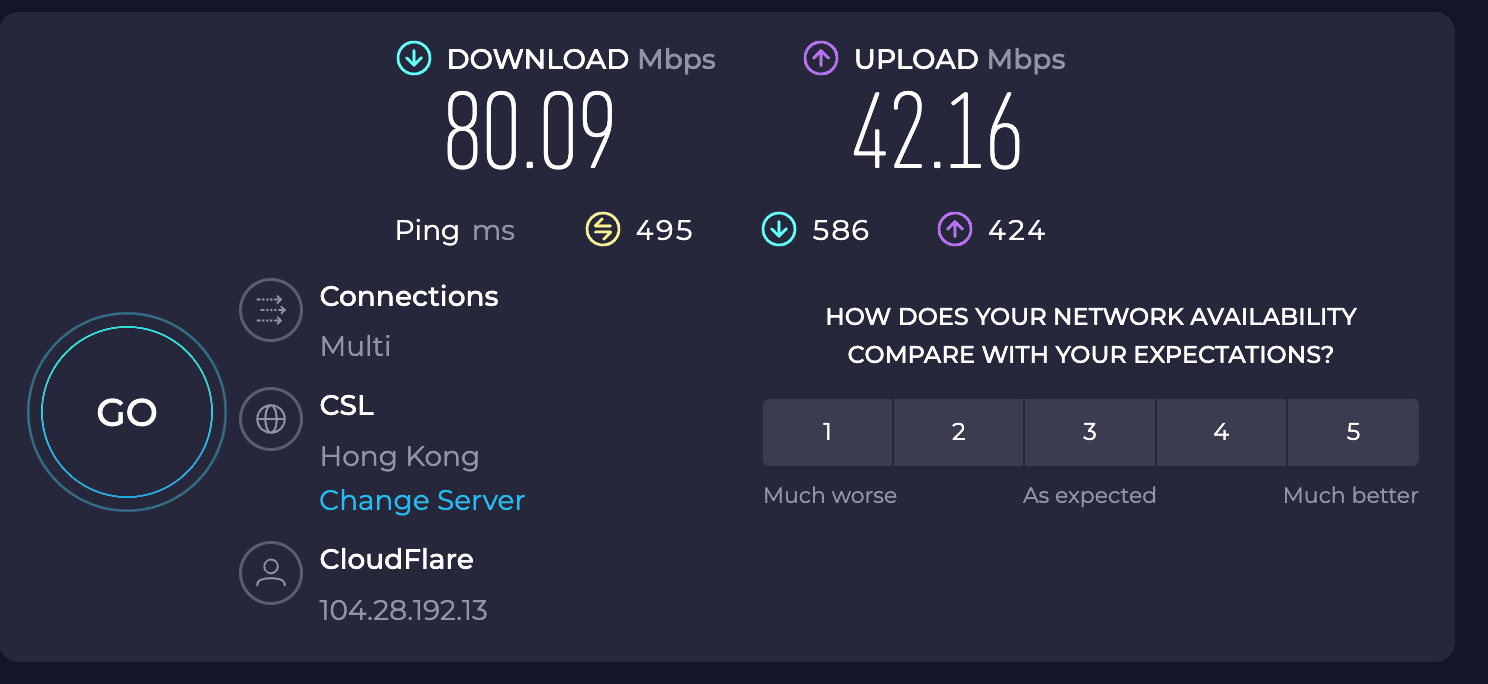 DOWNLOAD Mbps
80.09
UPLOAD Mbps
42.16
Ping ms 495 586 424
GO
Connections
Multi
CSL
Hong Kong
Change Server
CloudFlare
104.28.192.13
HOW DOES YOUR NETWORK AVAILABILITY
COMPARE WITH YOUR EXPECTATIONS?
1 2 3 4 5
Much worse As expected Much better